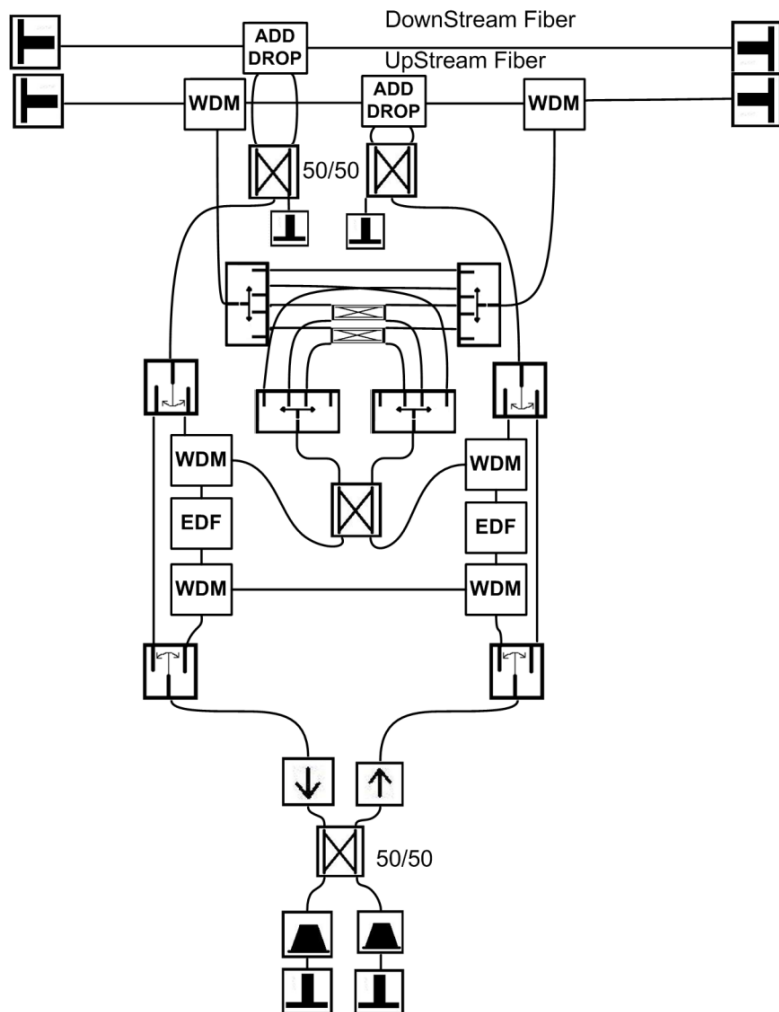 DownStream Fiber
ADD
DROP
UpStream Fiber
WDM
ADD
DROP
WDM
50/50
WDM
WDM
EDF
EDF
WDM
WDM
50/50